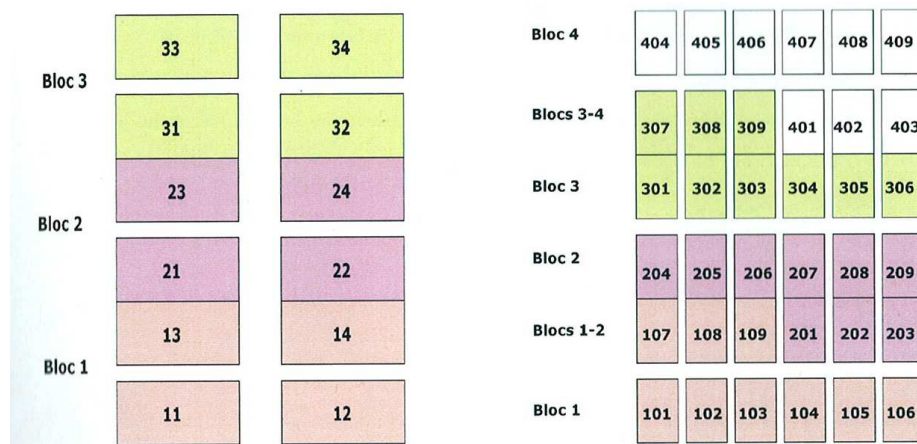 33 34
Bloc 3
31 32
23 24
Bloc 2
21 22
13 14
Bloc 1
11 12
Bloc 4 404 405 406 407 408 409
Blocs 3-4 307 308 309 401 402 403
Bloc 3 301 302 303 304 305 306
Bloc 2 204 205 206 207 208 209
Blocs 1-2 107 108 109 201 202 203
Bloc 1 101 102 103 104 105 106